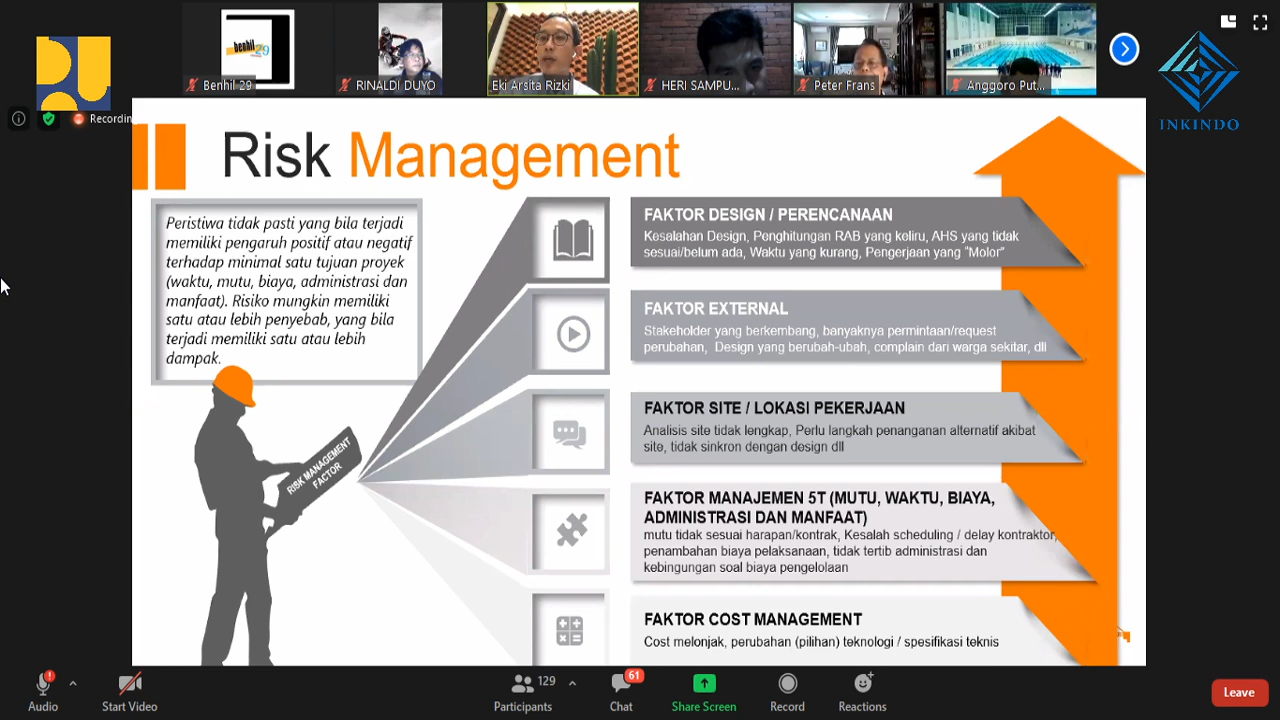 benhil
29
Benhil 29
RINALDI DUYO
Eki Arsita Rizki
HERI SAMPU...
Peter Frans
Anggoro Put...
INKINDO
Recordin
Risk Management
Peristiwa tidak pasti yang bila terjadi
memiliki pengaruh positif atau negatif
terhadap minimal satu tujuan proyek
(waktu, mutu, biaya, administrasi dan
manfaat). Risiko mungkin memiliki
satu atau lebih penyebab, yang bila
terjadi memiliki satu atau lebih
dampak.
RISK MANAGEMENT
FACTOR
FAKTOR DESIGN / PERENCANAAN
Kesalahan Design, Penghitungan RAB yang keliru, AHS yang tidak
sesuai/belum ada, Waktu yang kurang, Pengerjaan yang “Molor”
FAKTOR EXTERNAL
Stakeholder yang berkembang, banyaknya permintaan/request
perubahan, Design yang berubah-ubah, complain dari warga sekitar, dll
FAKTOR SITE / LOKASI PEKERJAAN
Analisis site tidak lengkap, Perlu langkah penanganan alternatif akibat
site, tidak sinkron dengan design dll
FAKTOR MANAJEMEN 5T (MUTU, WAKTU, BIAYA,
ADMINISTRASI DAN MANFAAT)
mutu tidak sesuai harapan/kontrak, Kesalah scheduling / delay kontraktor,
penambahan biaya pelaksanaan, tidak tertib administrasi dan
kebingungan soal biaya pengelolaan
FAKTOR COST MANAGEMENT
Cost melonjak, perubahan (pilihan) teknologi / spesifikasi teknis
Audio
Start Video
129
Participants
61
Chat
Share Screen
Record
Reactions
Leave